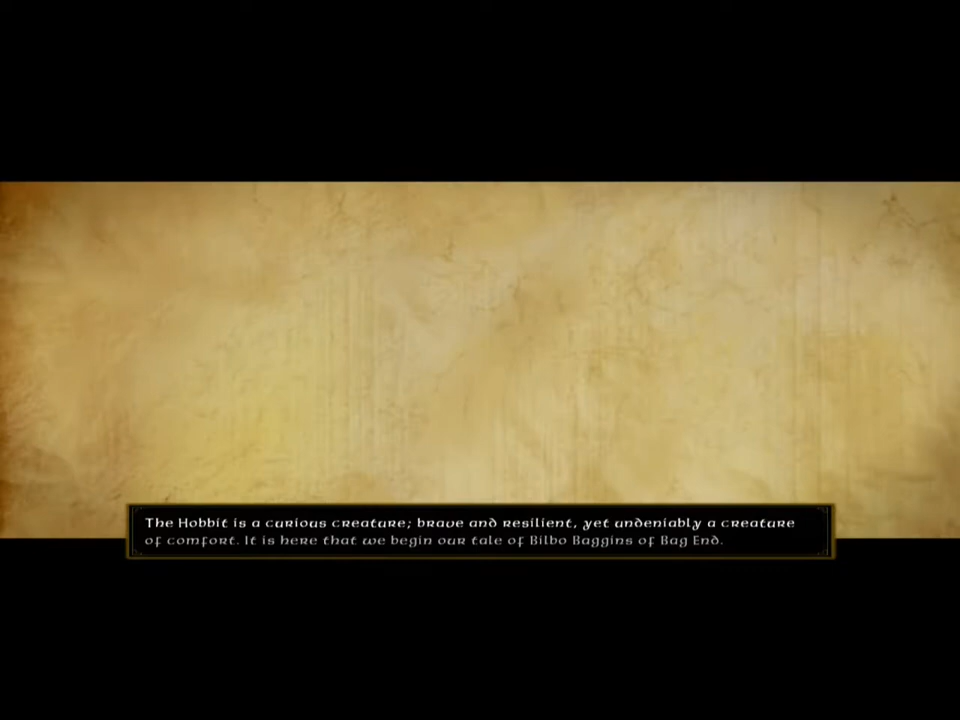 The Hobbit is a curious creature; brave and resilient, yet undeniably a creature
of comfort. It is here that we begin our tale of Bilbo Baggins of Bag End.